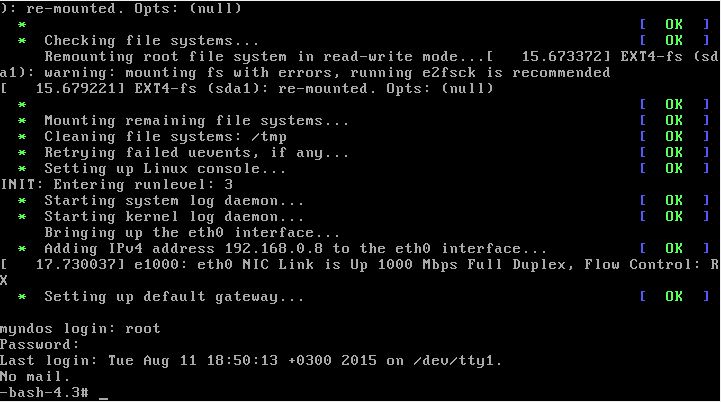 ): re-mounted. Opts: (null)
 * [ OK ]
 * Checking file systems... [ OK ]
Remounting root file system in read-write mode...[ 15.673372] EXT4-fs (sd
a1): warning: mounting fs with errors, running e2fsck is recommended
[ 15.679221] EXT4-fs (sda1): re-mounted. Opts: (null)
 * [ OK ]
 * Mounting remaining file systems... [ OK ]
 * Cleaning file systems: /tmp [ OK ]
 * Retrying failed uevents, if any... [ OK ]
 * Setting up Linux console... [ OK ]
INIT: Entering runlevel: 3
 * Starting system log daemon... [ OK ]
 * Starting kernel log daemon... [ OK ]
Bringing up the eth0 interface...
 * Adding IPv4 address 192.168.0.8 to the eth0 interface... [ OK ]
[ 17.730037] e1000: eth0 NIC Link is Up 1000 Mbps Full Duplex, Flow Control: R
X
 * Setting up default gateway... [ OK ]
myndos login: root
Password:
Last login: Tue Aug 11 18:50:13 +0300 2015 on /dev/tty1.
No mail.
-bash-4.3# _